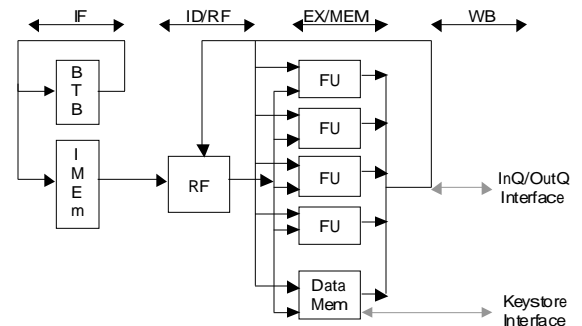 IF ID/RF EX/MEM WB
B
T
B
I
M
E
m
RF
FU
FU
FU
FU
Data
Mem
InQ/OutQ
Interface
Keystore
Interface